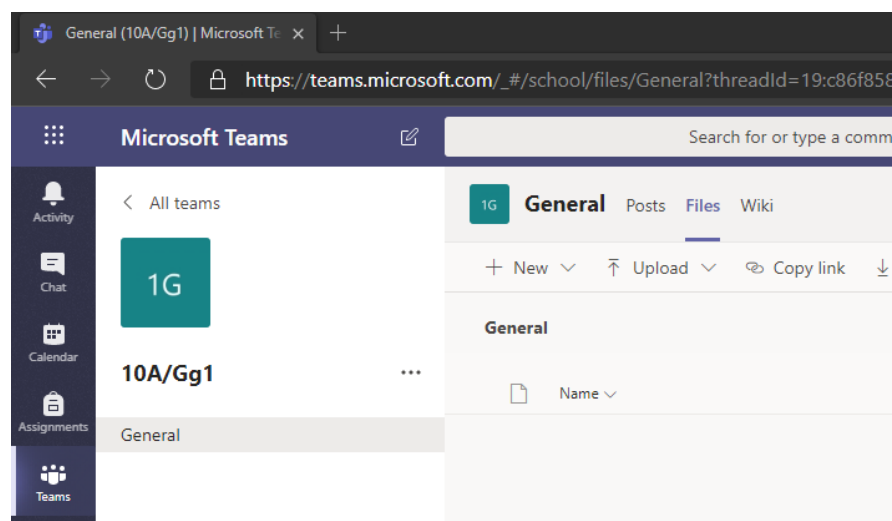 General (10A/Gg1) | Microsoft Te
https://teams.microsoft.com/_#/school/files/General?threadId=19:c86f858
Microsoft Teams
Search for or type a comm
Activity
Chat
Calendar
Assignments
Teams
All teams
1G
10A/Gg1
General
1G General Posts Files Wiki
New Upload Copy link
General
Name